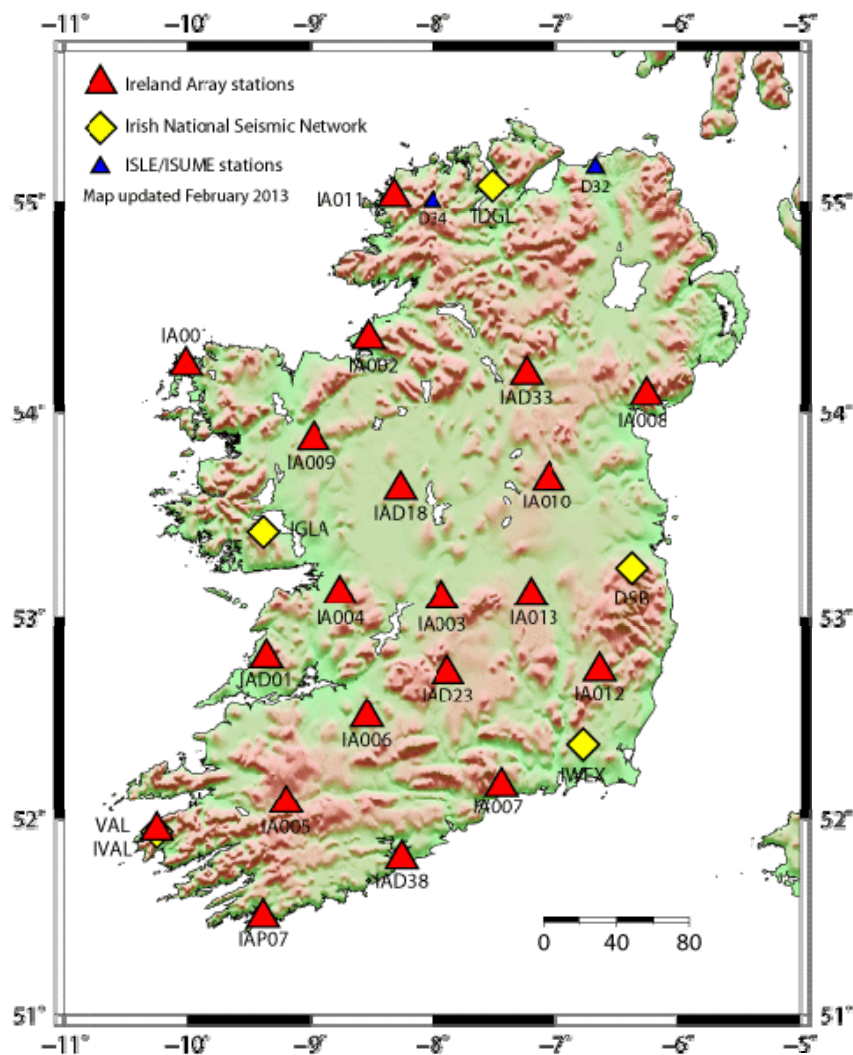 −11° −10° −9° −8° −7° −6° −5°
Ireland Array stations
Irish National Seismic Network
ISLE/ISUME stations
Map updated February 2013
55° 55°
IA011
D34
IDGL
D32
IA001
IA002
IAD33
IA008
54° 54°
IA009
IAD18
IA010
IGLA
DSB
IA004
IA003
IA013
53° 53°
IAD01
IAD23
IA012
IA006
IWEX
IA007
IA005
52° 52°
VAL
IVAL
IAD38
IAP07
0 40 80
51° 51°
−11° −10° −9° −8° −7° −6° −5°